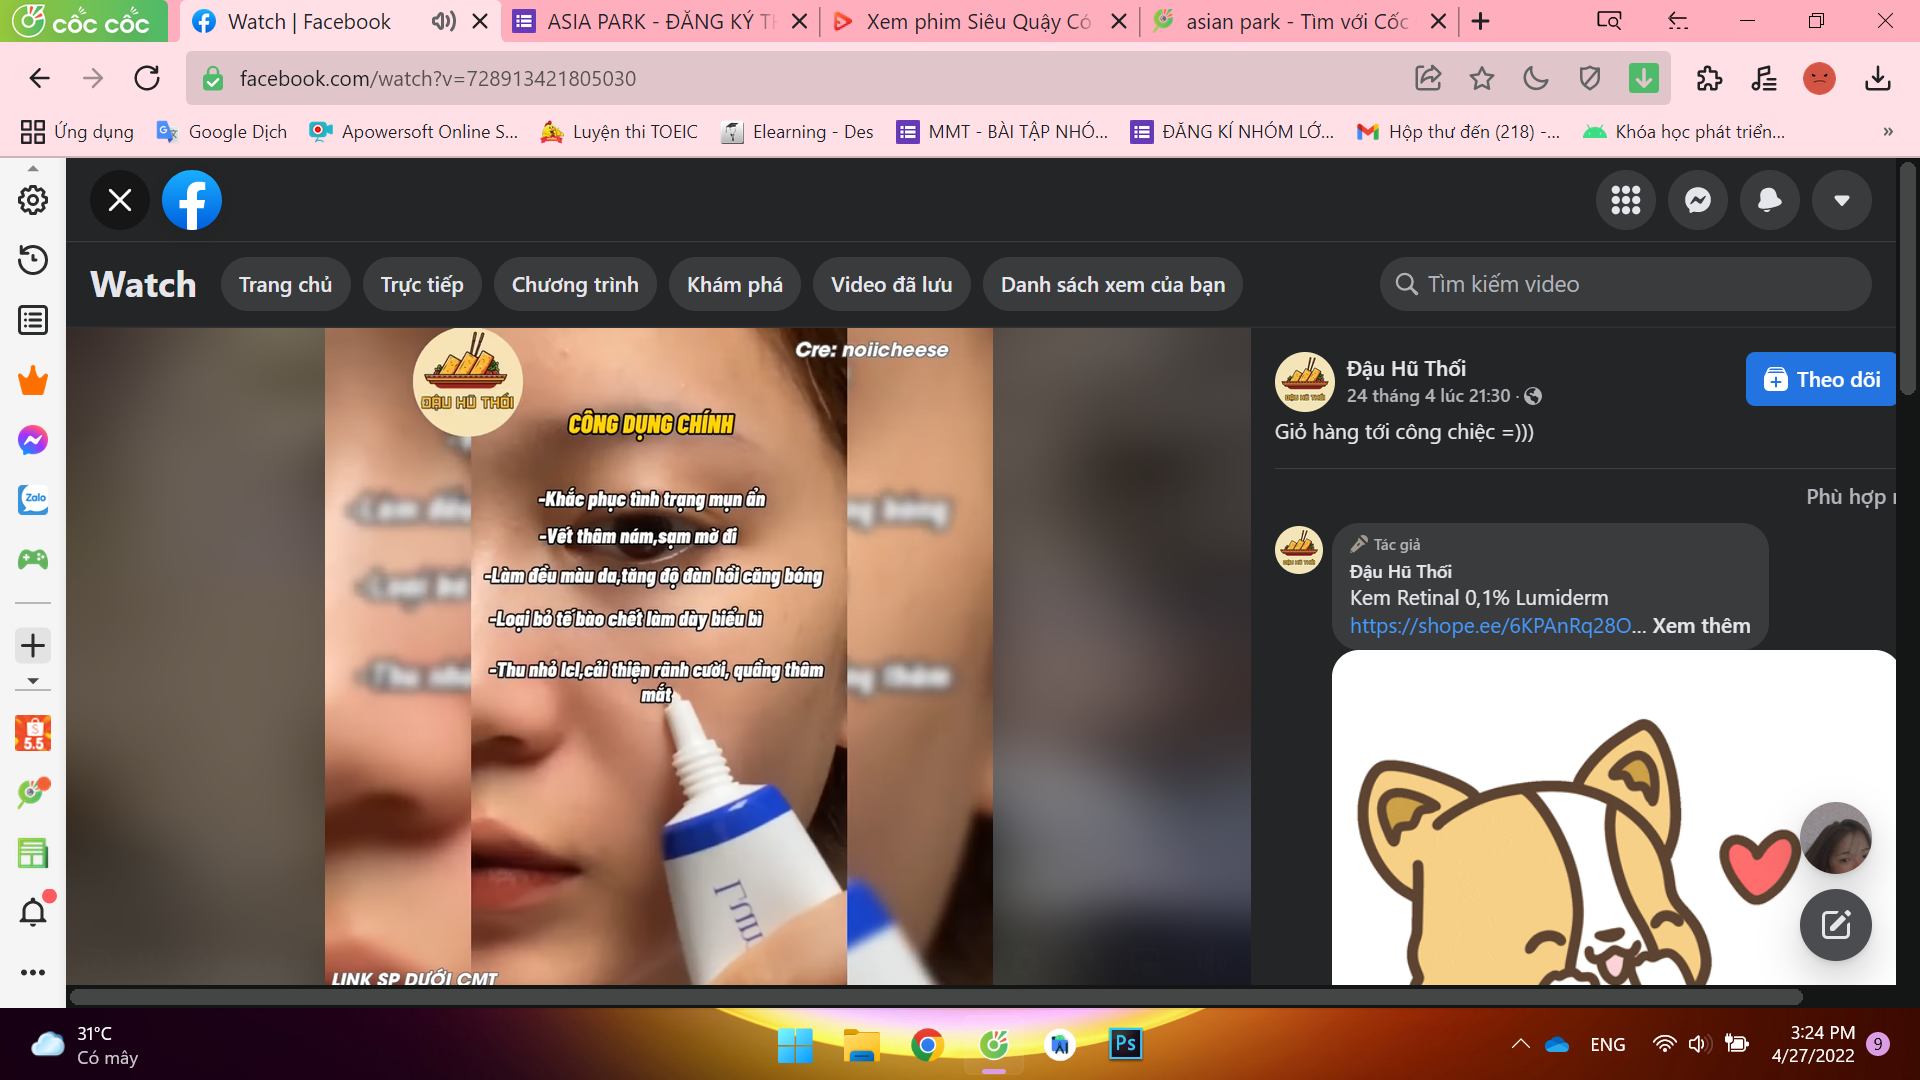 cốc cốc
Watch | Facebook
ASIA PARK - ĐĂNG KÝ TH
Xem phim Siêu Quậy Có
asian park - Tìm với Cốc
facebook.com/watch?v=728913421805030
Ứng dụng
Google Dịch
Apowersoft Online S...
Luyện thi TOEIC
Elearning - Des
MMT - BÀI TẬP NHÓ...
ĐĂNG KÍ NHÓM LỚ...
Hộp thư đến (218) -...
Khóa học phát triển...
»
Watch
Trang chủ
Trực tiếp
Chương trình
Khám phá
Video đã lưu
Danh sách xem của bạn
Tìm kiếm video
Cre: noiicheese
ĐẬU HŨ THỐI
CÔNG DỤNG CHÍNH
-Khắc phục tình trạng mụn ẩn
-Vết thâm nám,sạm mờ đi
-Làm đều màu da,tăng độ đàn hồi căng bóng
-Loại bỏ tế bào chết làm dày biểu bì
-Thu nhỏ lcl,cải thiện rãnh cười, quầng thâm
mắt
LINK SP DƯỚI CMT
Đậu Hũ Thối
24 tháng 4 lúc 21:30 ·
Theo dõi
Giỏ hàng tới công chiệc =)))
Phù hợp
Tác giả
Đậu Hũ Thối
Kem Retinal 0,1% Lumiderm
https://shope.ee/6KPAnRq28O... Xem thêm
Zalo
5.5
31°C
Có mây
Ps
ENG
3:24 PM
4/27/2022
9